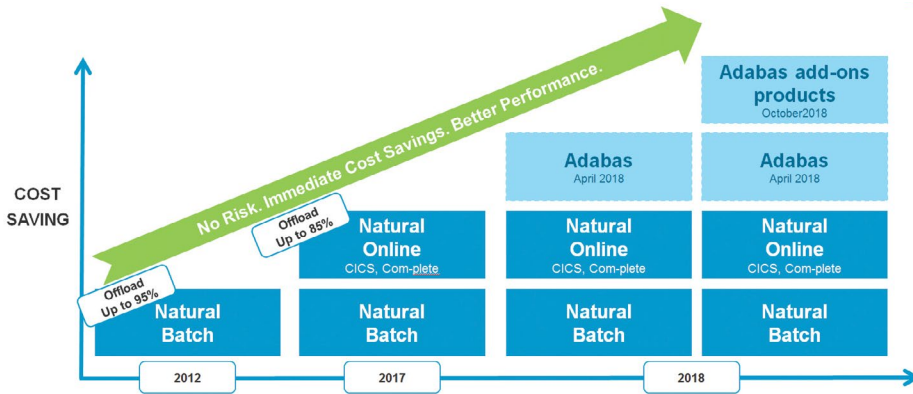 No Risk. Immediate Cost Savings. Better Performance.
COST
SAVING
Offload
Up to 95%
Natural
Batch
2012
Offload
Up to 85%
Natural
Online
CICS, Com-plete
Natural
Batch
2017
Adabas
April 2018
Natural
Online
CICS, Com-plete
Natural
Batch
Adabas add-ons
products
October2018
Adabas
April 2018
Natural
Online
CICS, Com-plete
Natural
Batch
2018